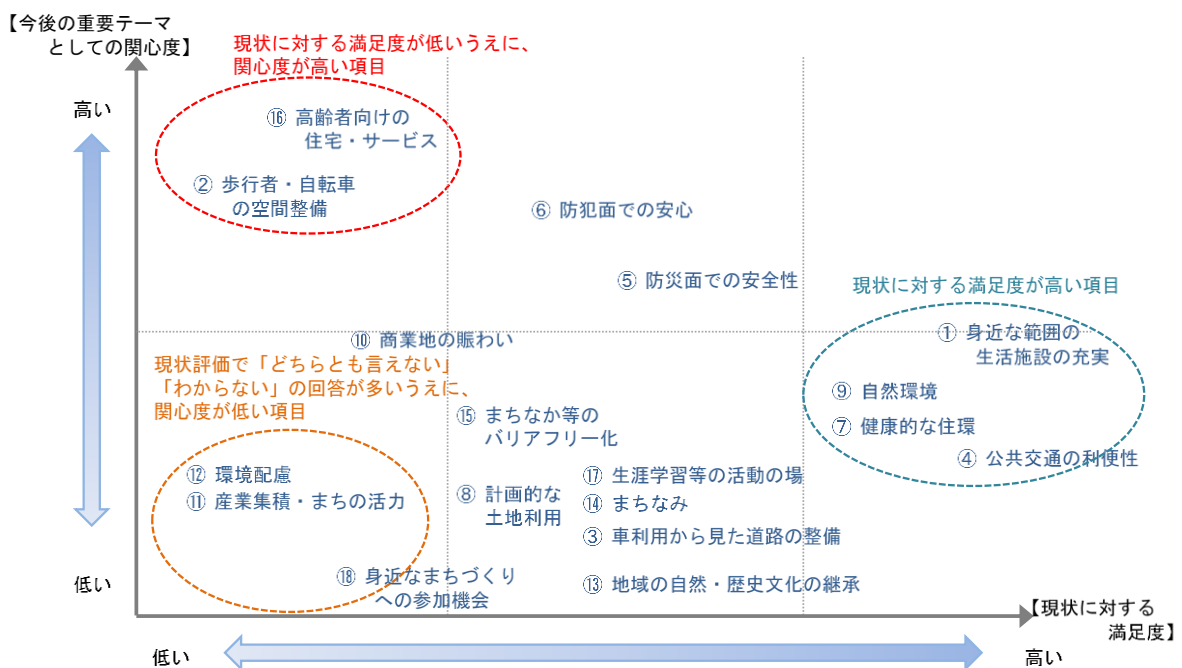 【今後の重要テーマ
としての関心度】
現状に対する満足度が低いうえに、
関心度が高い項目
高い
⑯ 高齢者向けの
住宅・サービス
② 歩行者・自転車
の空間整備
⑥ 防犯面での安心
⑤ 防災面での安全性
現状に対する満足度が高い項目
① 身近な範囲の
生活施設の充実
⑩ 商業地の賑わい
現状評価で「どちらとも言えない」
「わからない」の回答が多いうえに、
関心度が低い項目
⑨ 自然環境
⑮ まちなか等の
バリアフリー化
⑦ 健康的な住環
④ 公共交通の利便性
⑫ 環境配慮
⑪ 産業集積・まちの活力
⑧ 計画的な
土地利用
⑰ 生涯学習等の活動の場
⑭ まちなみ
③ 車利用から見た道路の整備
低い
⑱ 身近なまちづくり
への参加機会
⑬ 地域の自然・歴史文化の継承
【現状に対する
満足度】
低い
高い